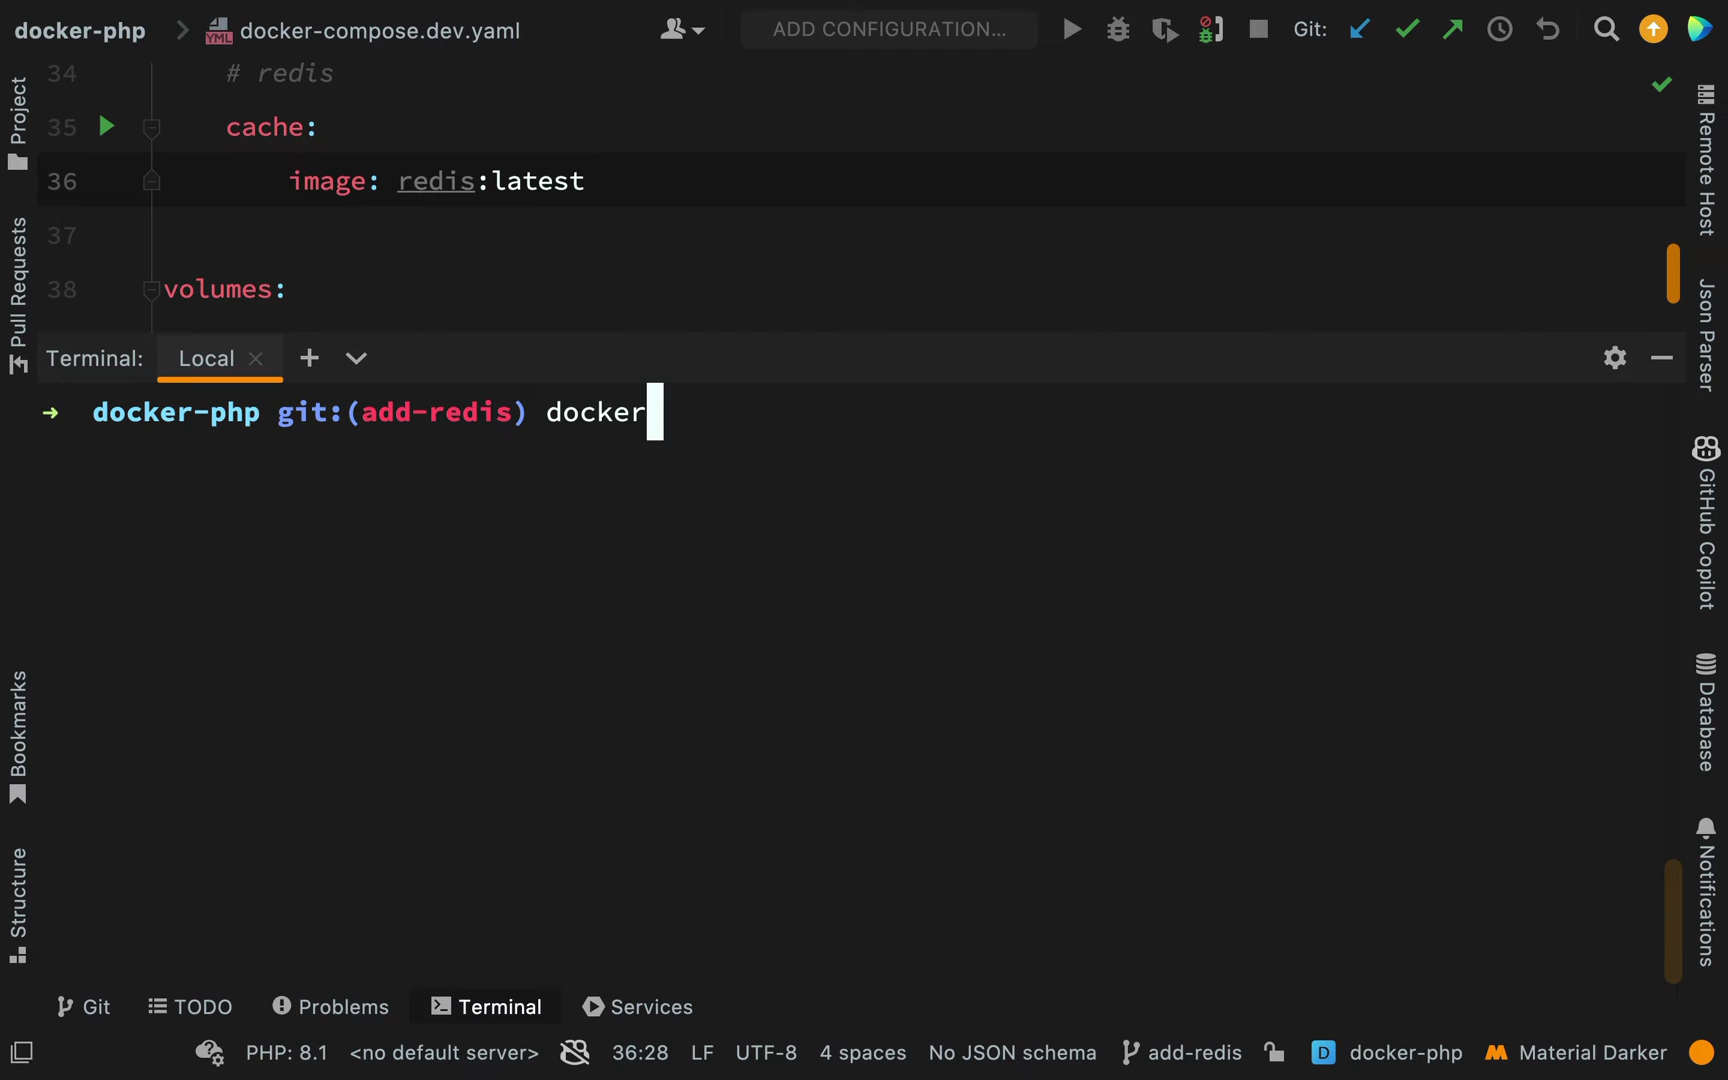 docker-php
docker-compose.dev.yaml
ADD CONFIGURATION...
Git:
34 # redis
35 cache:
36 image: redis:latest
37
38 volumes:
Project
Pull Requests
Bookmarks
Structure
Remote Host
Json Parser
GitHub Copilot
Database
Notifications
Terminal: Local
→ docker-php git:(add-redis) docker
Git TODO Problems Terminal Services
PHP: 8.1 <no default server> 36:28 LF UTF-8 4 spaces No JSON schema add-redis D docker-php Material Darker
YML